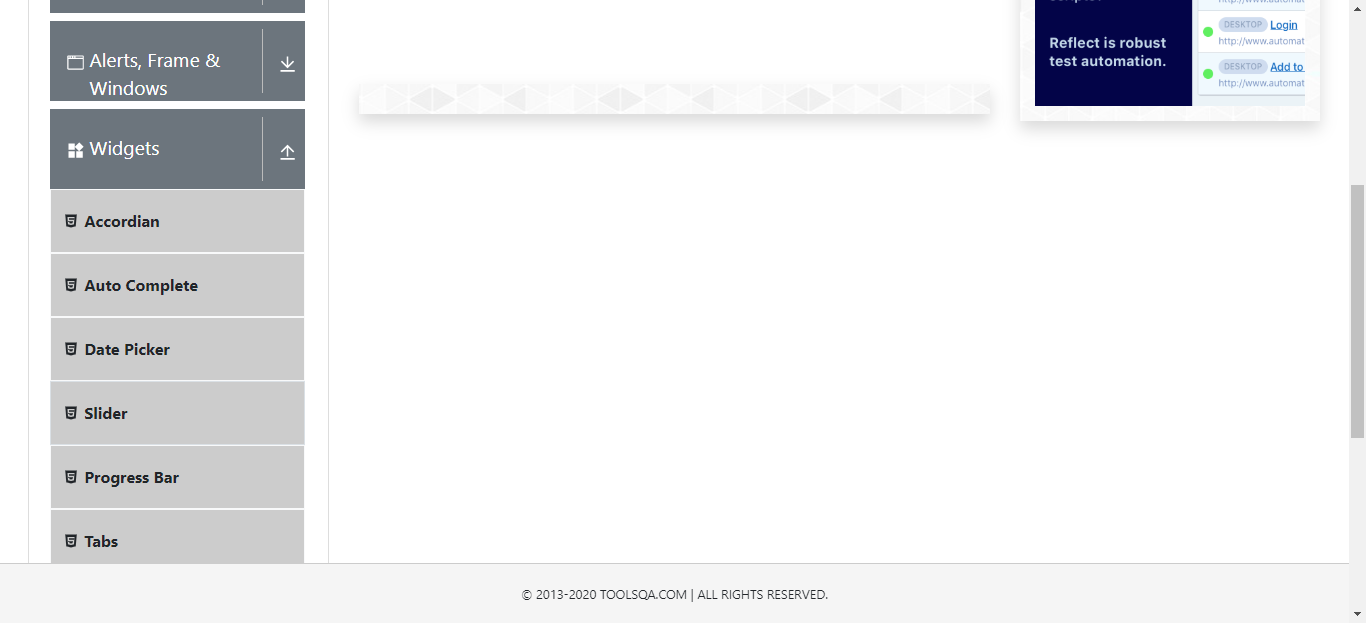 Alerts, Frame &
Windows
Widgets
Accordian
Auto Complete
Date Picker
Slider
Progress Bar
Tabs
Reflect is robust
test automation.
DESKTOP Login
http://www.automat
DESKTOP Add to
http://www.automat
© 2013-2020 TOOLSQA.COM | ALL RIGHTS RESERVED.